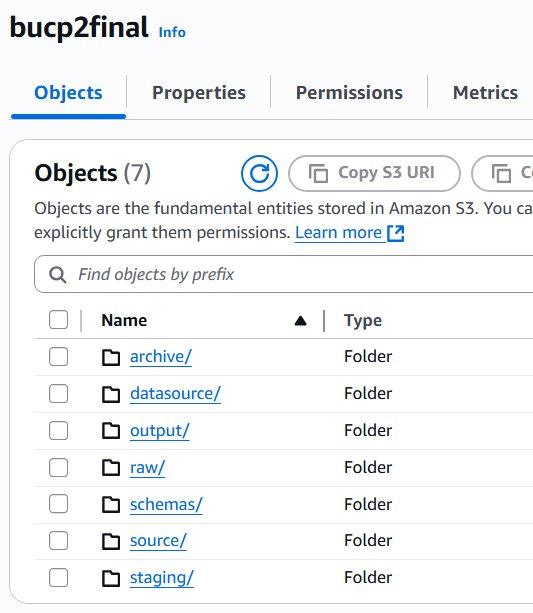 bucp2final Info
Objects Properties Permissions Metrics
Objects (7) Copy S3 URI
Objects are the fundamental entities stored in Amazon S3. You ca
explicitly grant them permissions. Learn more
Find objects by prefix
Name Type
archive/ Folder
datasource/ Folder
output/ Folder
raw/ Folder
schemas/ Folder
source/ Folder
staging/ Folder